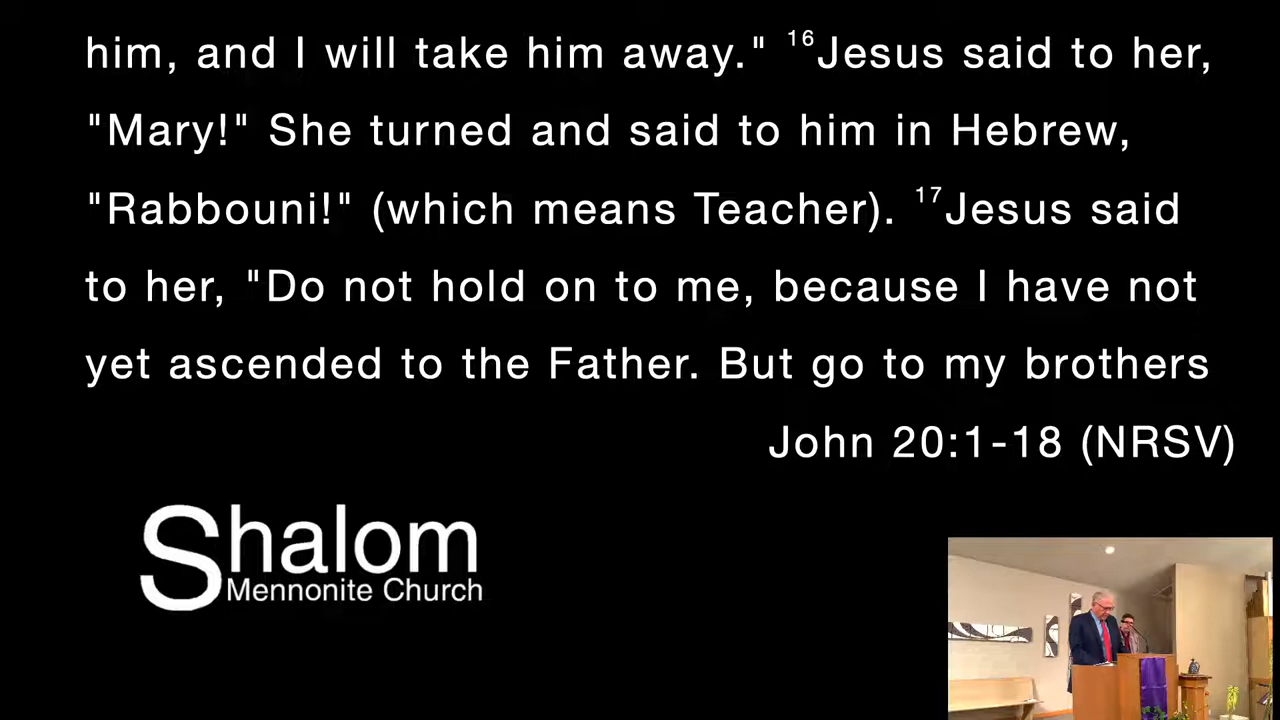 him, and I will take him away." 16Jesus said to her,
"Mary!" She turned and said to him in Hebrew,
"Rabbouni!" (which means Teacher). 17Jesus said
to her, "Do not hold on to me, because I have not
yet ascended to the Father. But go to my brothers
John 20:1-18 (NRSV)
Shalom
Mennonite Church